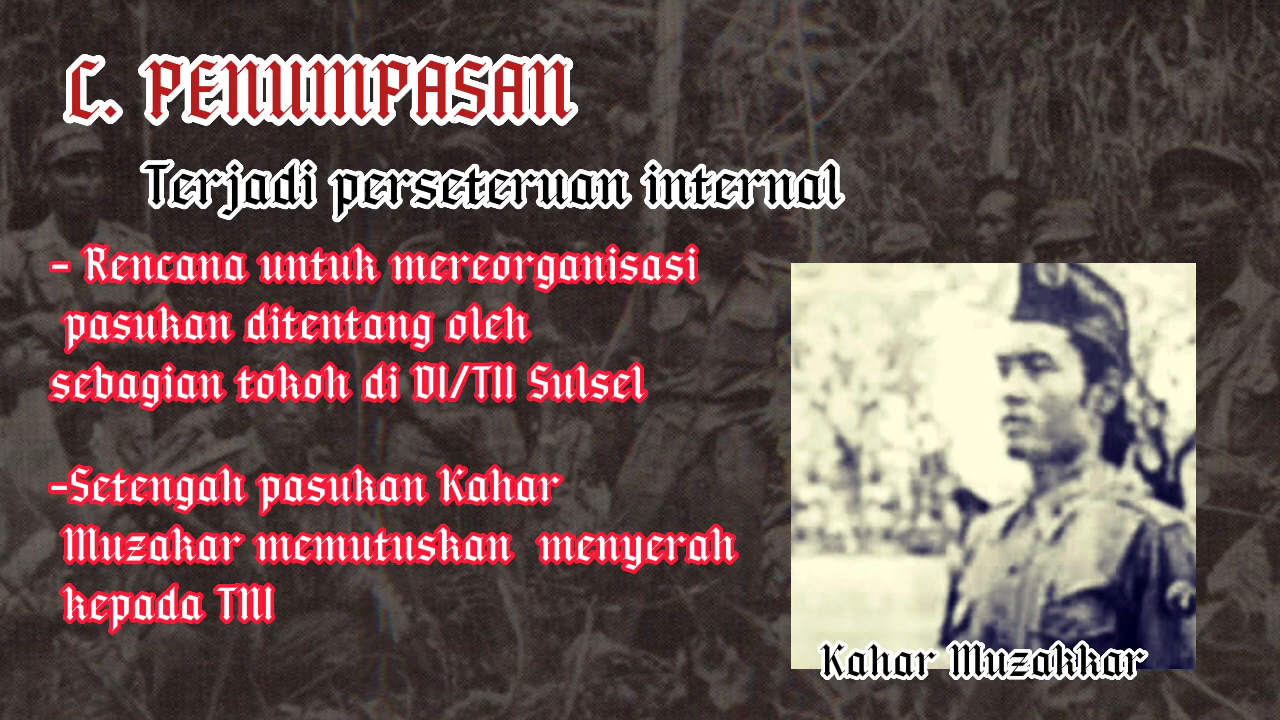 C. PENUMPASAN
Terjadi perseteruan internal
- Rencana untuk mereorganisasi
pasukan ditentang oleh
sebagian tokoh di DI/TII Sulsel
-Setengah pasukan Kahar
Muzakar memutuskan menyerah
kepada TNI
Kahar Muzakkar